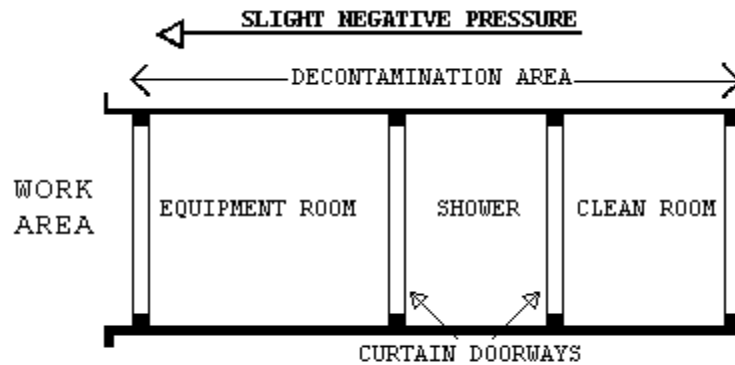 SLIGHT NEGATIVE PRESSURE
DECONTAMINATION AREA
WORK
AREA
EQUIPMENT ROOM
SHOWER
CLEAN ROOM
CURTAIN DOORWAYS